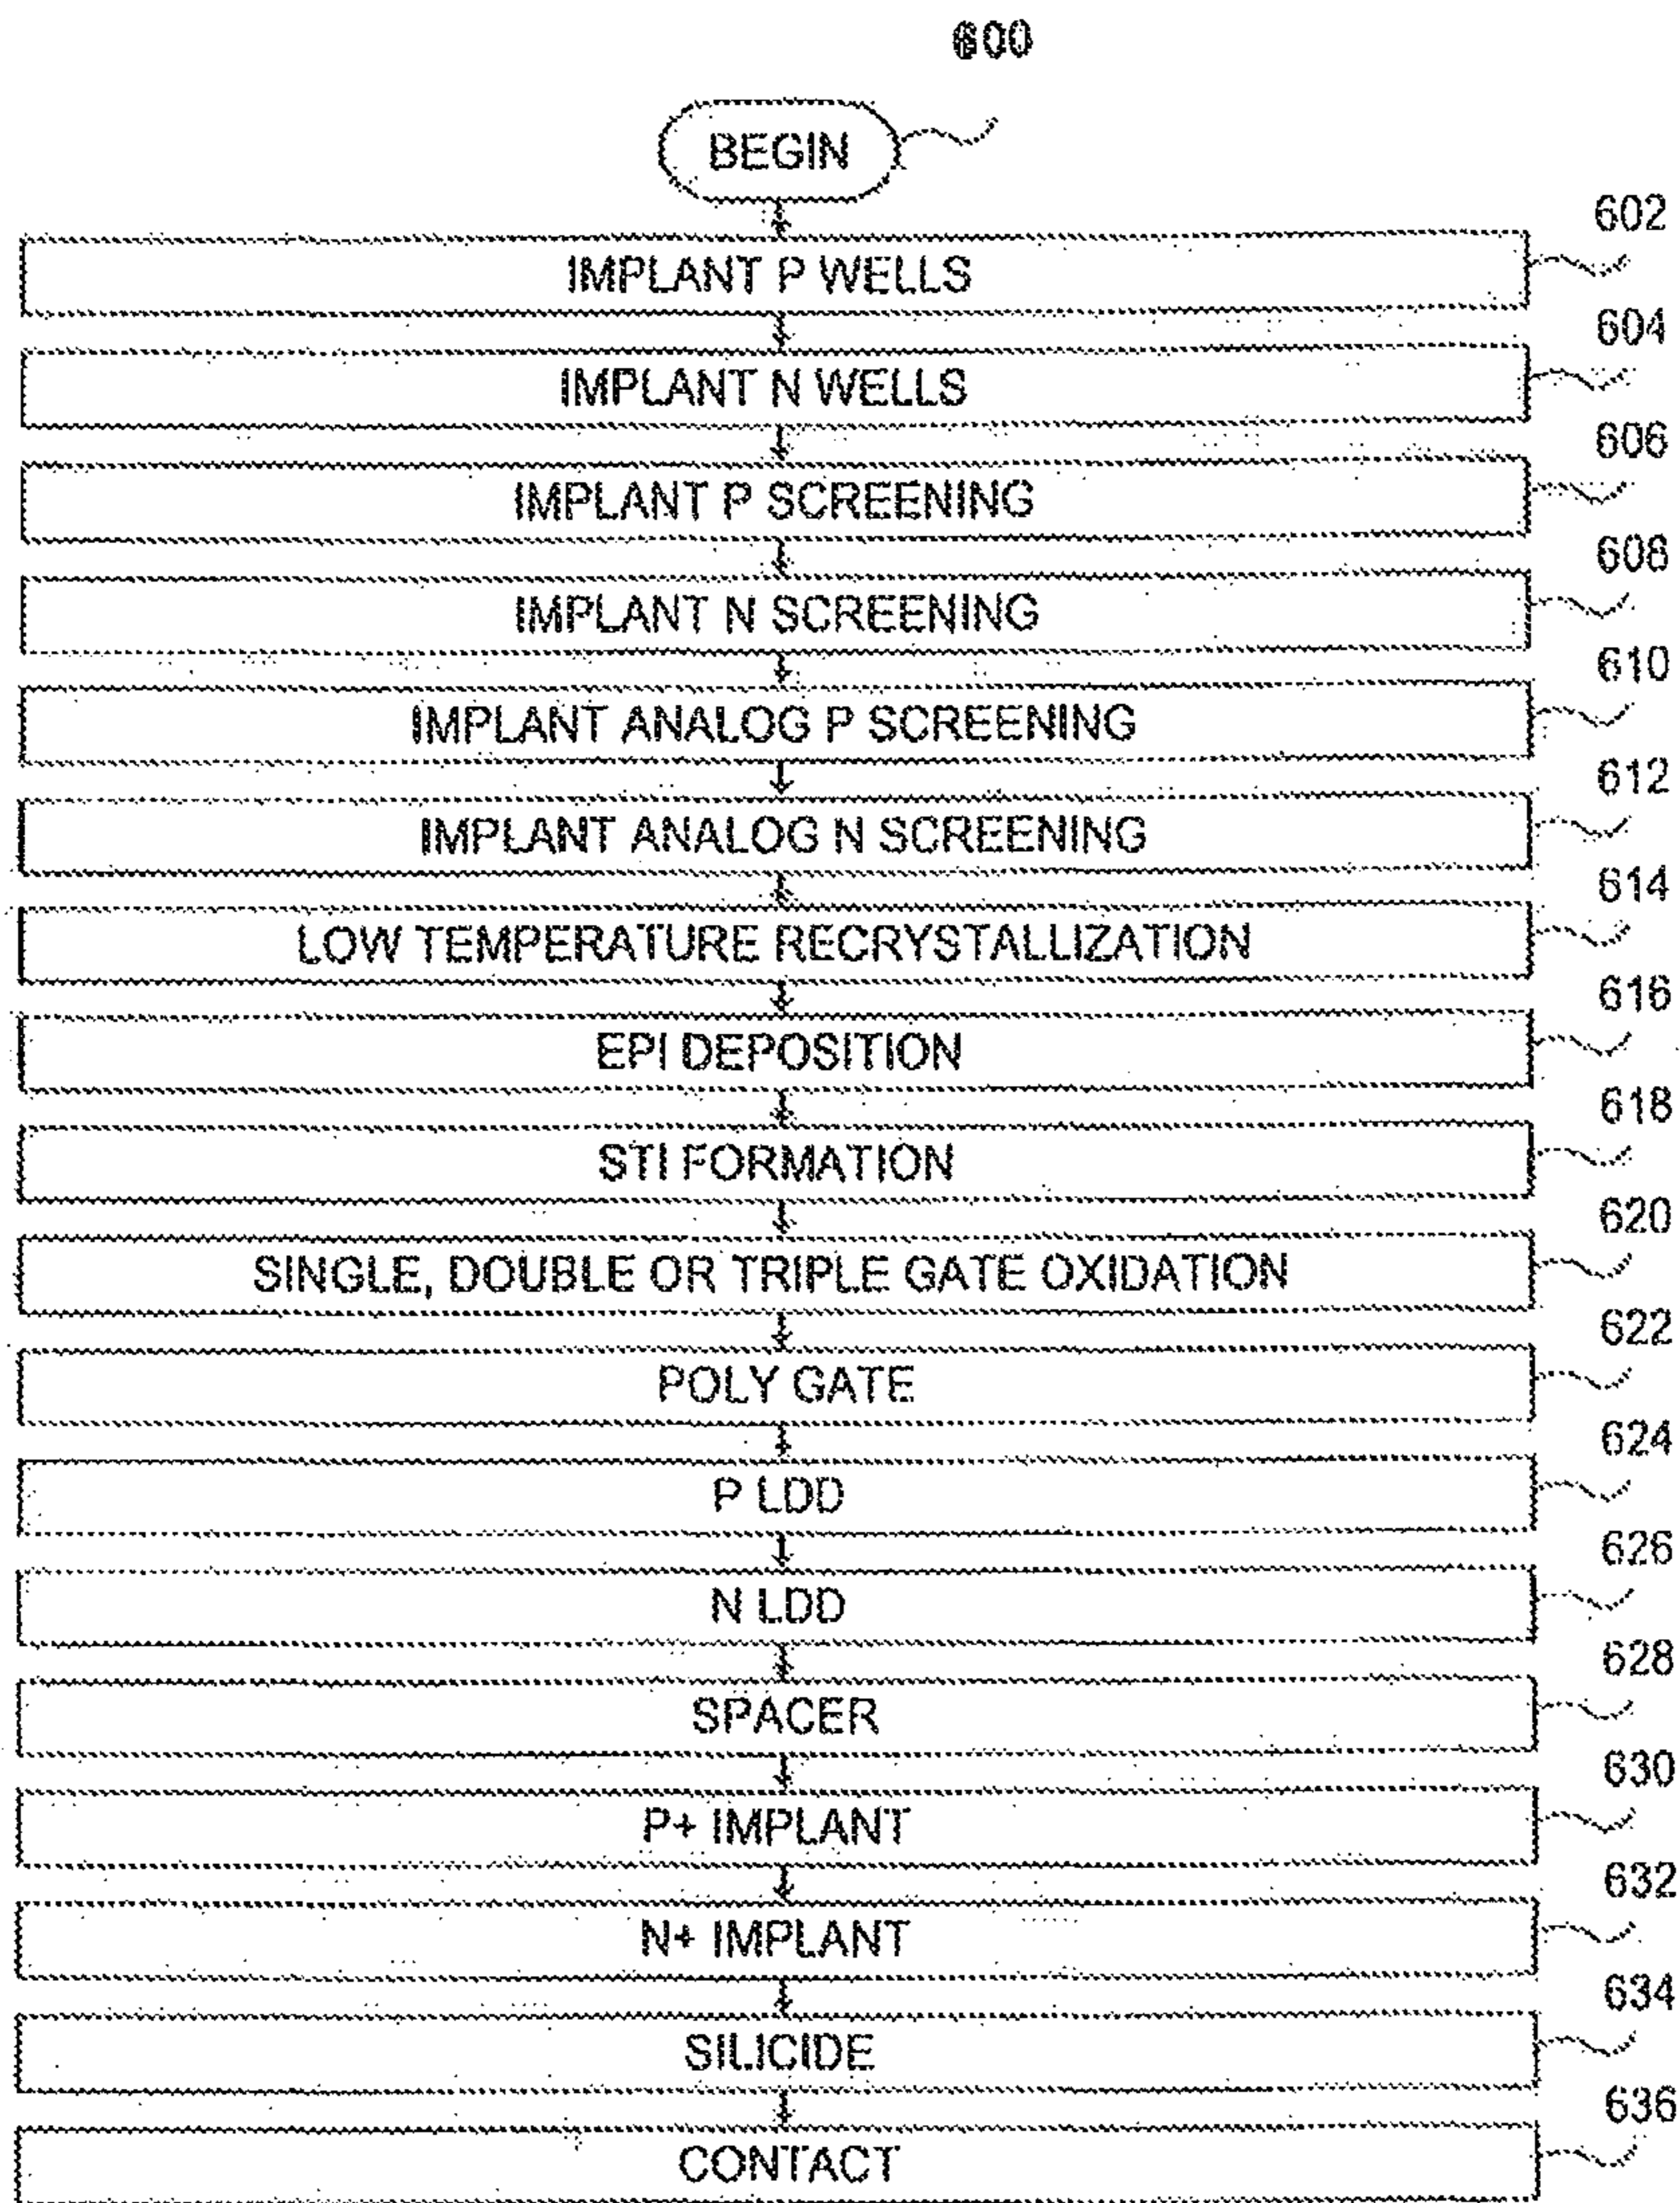 600
BEGIN
602
IMPLANT P WELLS
604
IMPLANT N WELLS
606
IMPLANT P SCREENING
608
IMPLANT N SCREENING
610
IMPLANT ANALOG P SCREENING
612
IMPLANT ANALOG N SCREENING
614
LOW TEMPERATURE RECRYSTALLIZATION
616
EPI DEPOSITION
618
STI FORMATION
620
SINGLE, DOUBLE OR TRIPLE GATE OXIDATION
622
POLY GATE
624
P LDD
626
N LDD
628
SPACER
630
P+ IMPLANT
632
N+ IMPLANT
634
SILICIDE
636
CONTACT